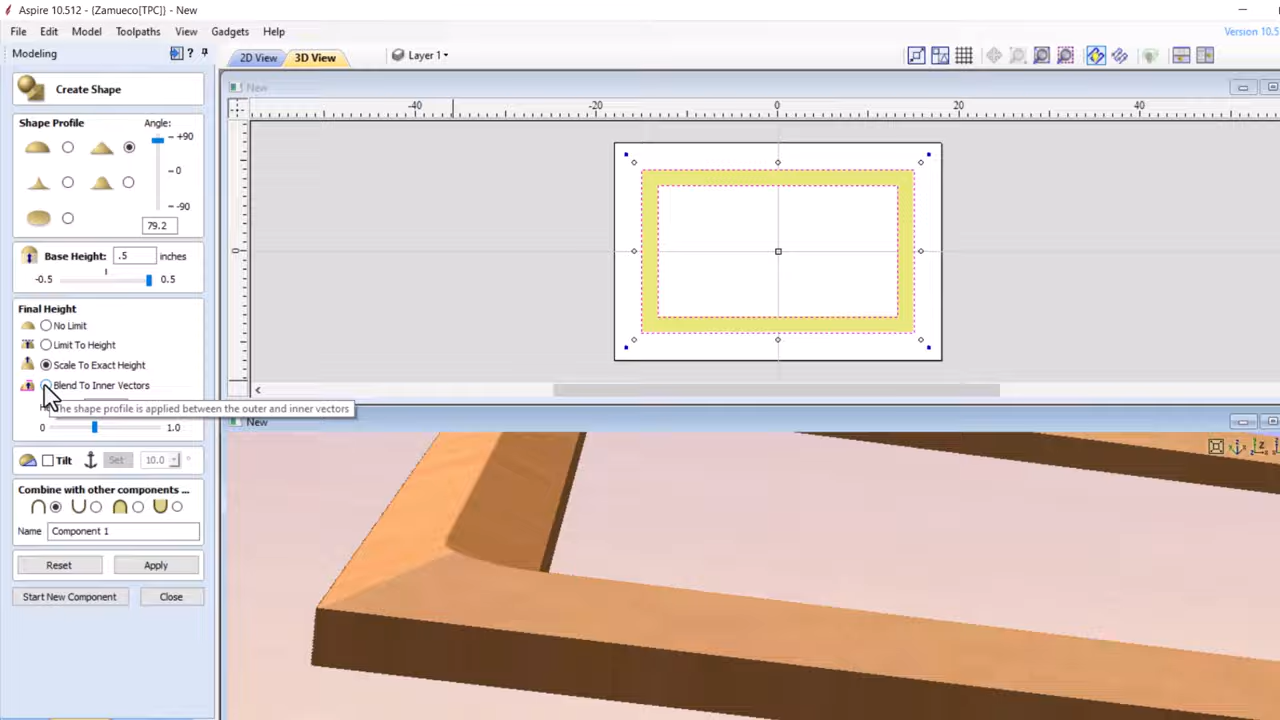 Aspire 10.512 - {Zamueco[TPC]} - New
File Edit Model Toolpaths View Gadgets Help
Version 10.5
Modeling
?
2D View
3D View
Layer 1
Create Shape
New
Shape Profile
Angle:
+90
0
-90
79.2
-40 -20 0 20 40
0
Base Height: .5 inches
-0.5 0.5
Final Height
No Limit
Limit To Height
Scale To Exact Height
Blend To Inner Vectors
The shape profile is applied between the outer and inner vectors
0 1.0
New
Tilt Set 10.0 °
Combine with other components ...
Name Component 1
Reset Apply
Start New Component Close